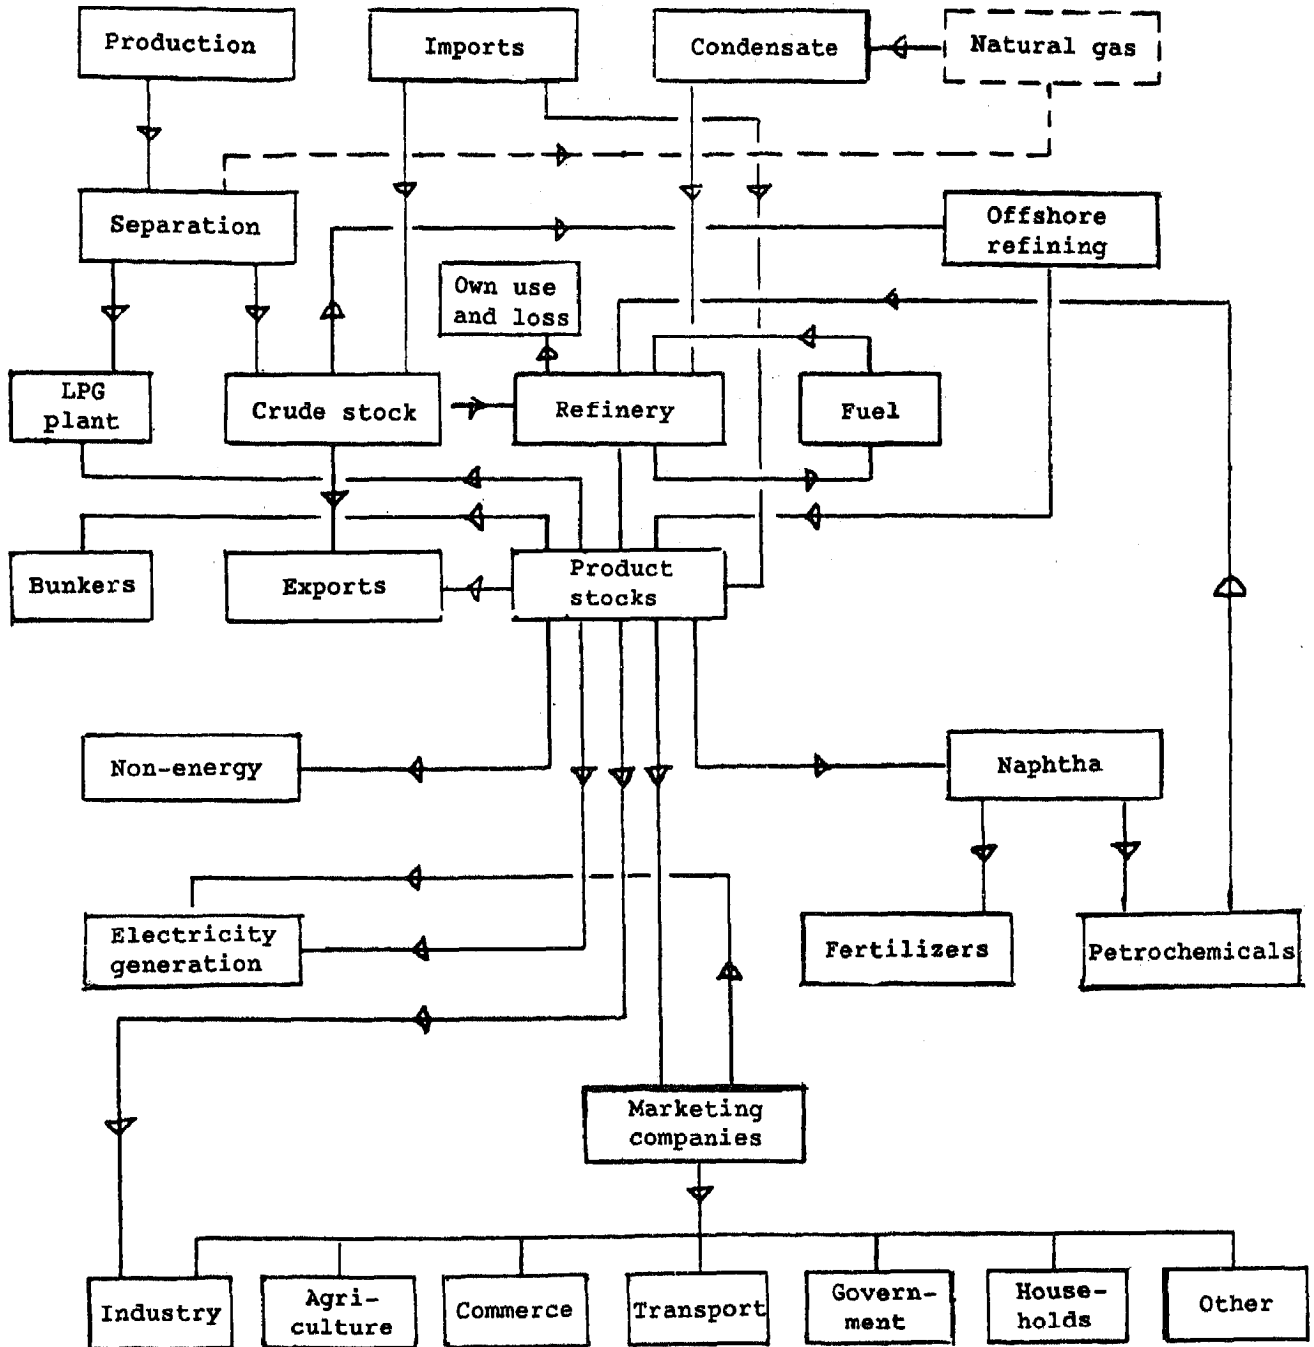 Production
Imports
Condensate
Natural gas
Separation
Offshore
refining
Own use
and loss
LPG
plant
Crude stock
Refinery
Fuel
Bunkers
Exports
Product
stocks
Non-energy
Naphtha
Electricity
generation
Fertilizers
Petrochemicals
Marketing
companies
Industry
Agri-
culture
Commerce
Transport
Govern-
ment
House-
holds
Other